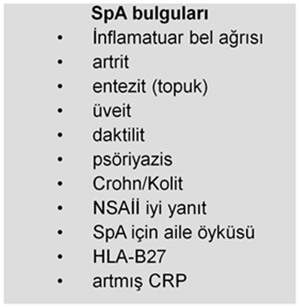 SpA bulguları
• İnflamatuar bel ağrısı
• artrit
• entezit (topuk)
• üveit
• daktilit
• psöriyazis
• Crohn/Kolit
• NSAİİ iyi yanıt
• SpA için aile öyküsü
• HLA-B27
• artmış CRP